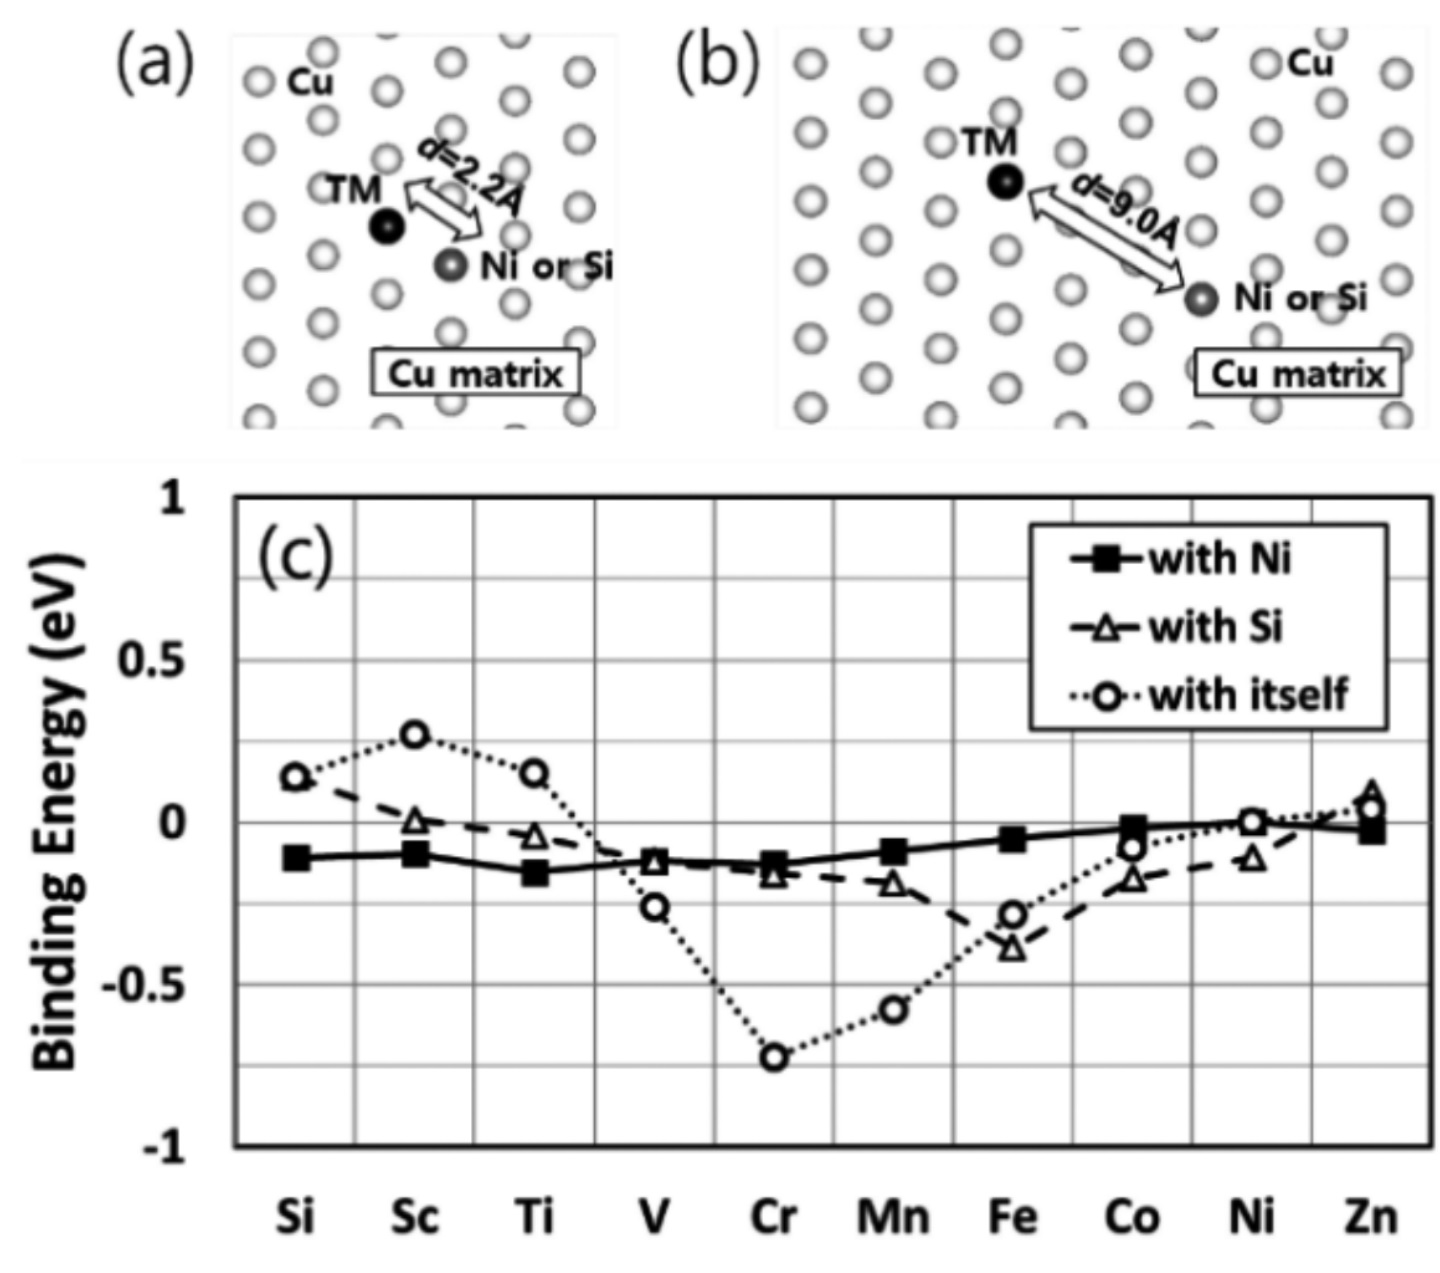 (a)
Cu
d=2.2Å
TM
Ni or Si
Cu matrix
(b)
Cu
TM
d=9.0Å
Ni or Si
Cu matrix
(c)
Binding Energy (eV)
1
0.5
0
-0.5
-1
with Ni
with Si
with itself
Si Sc Ti V Cr Mn Fe Co Ni Zn